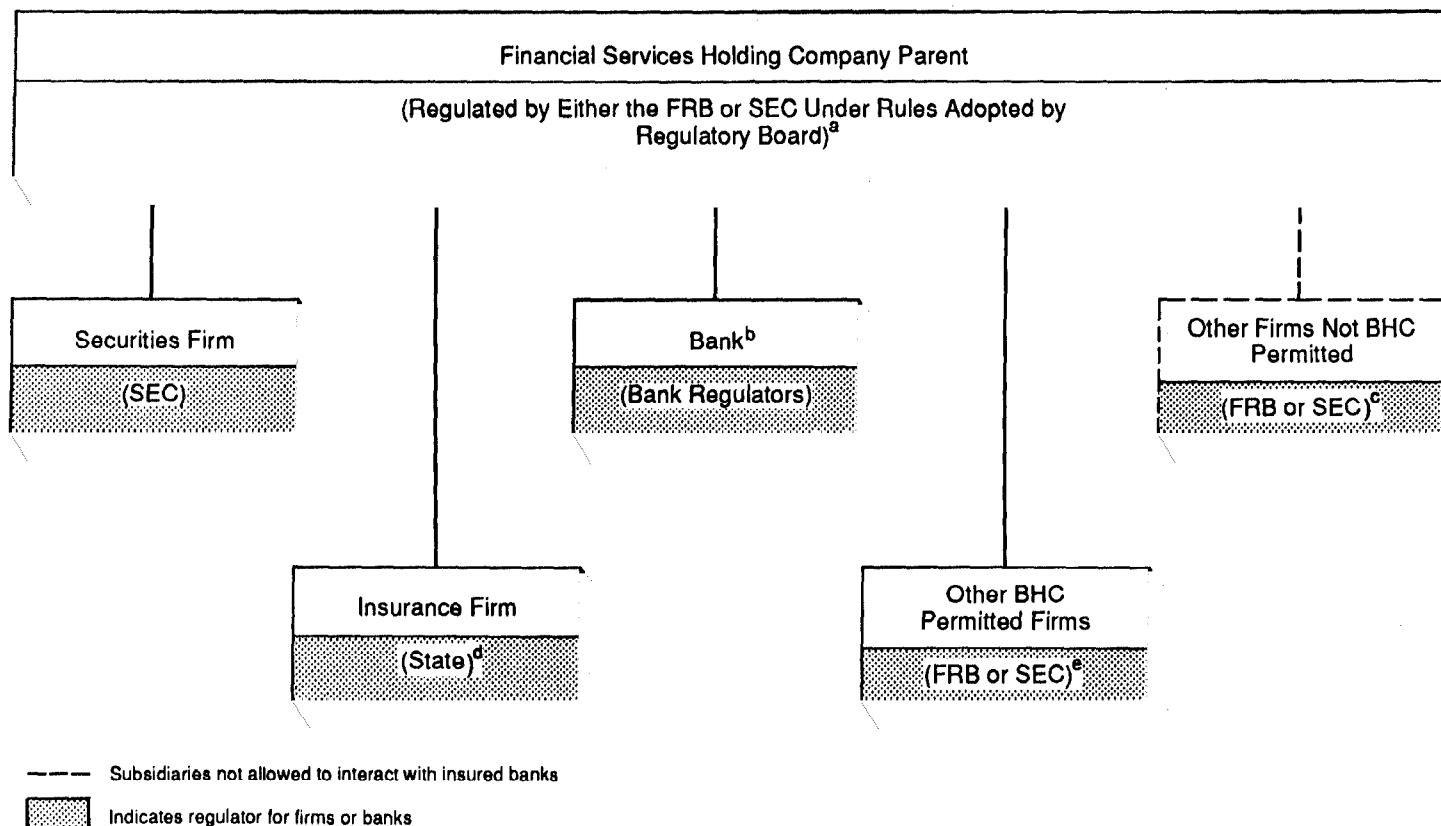 Financial Services Holding Company Parent
(Regulated by Either the FRB or SEC Under Rules Adopted by
Regulatory Board)a
Securities Firm
(SEC)
Bankb
(Bank Regulators)
Other Firms Not BHC
Permitted
(FRB or SEC)c
Insurance Firm
(State)d
Other BHC
Permitted Firms
(FRB or SEC)e
Subsidiaries not allowed to interact with insured banks
Indicates regulator for firms or banks